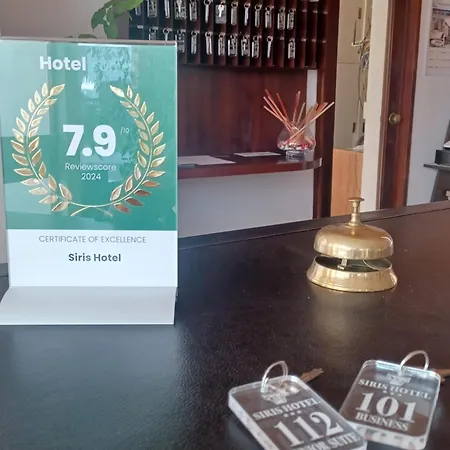 Hotel
7.9 /10
Reviewscore
2024
CERTIFICATE OF EXCELLENCE
Siris Hotel
SIRIS HOTEL
112
SIRIS HOTEL
101
BUSINESS